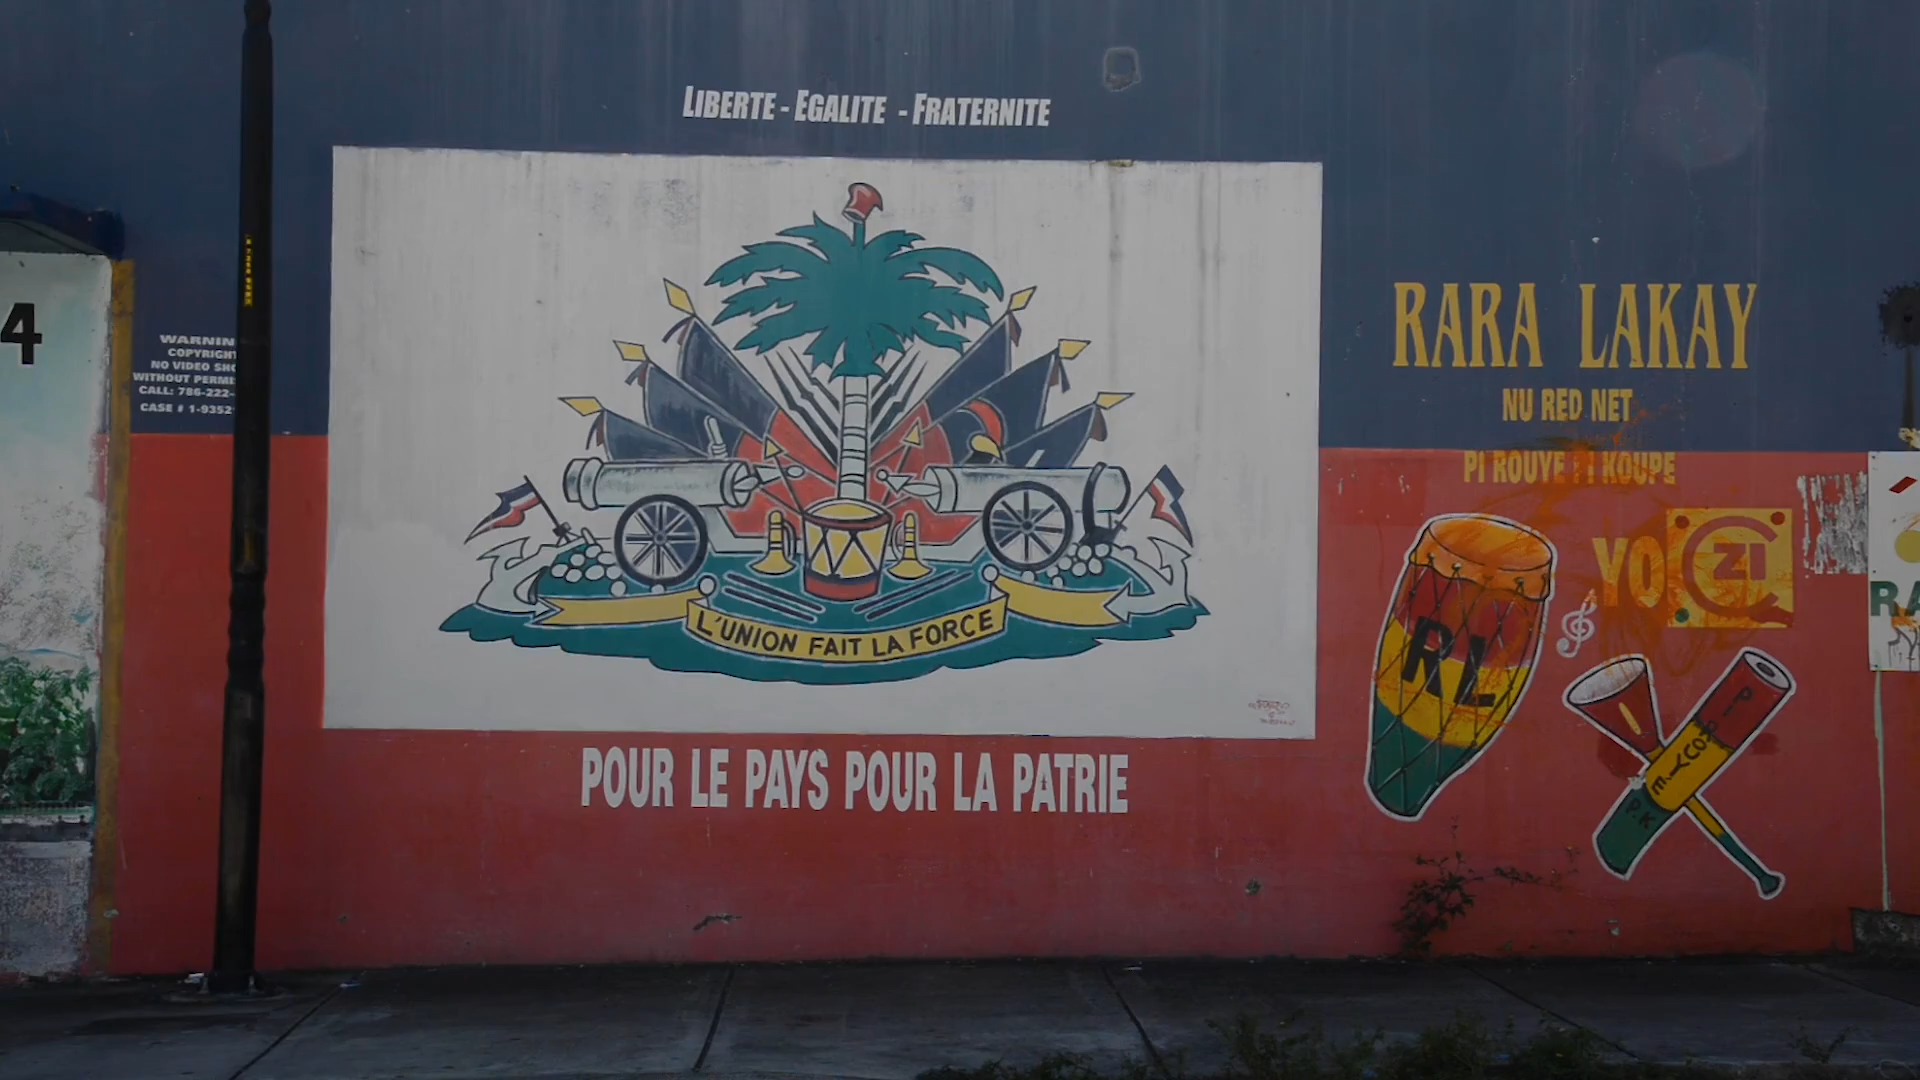 LIBERTE - EGALITE - FRATERNITE
L'UNION FAIT LA FORCE
POUR LE PAYS POUR LA PATRIE
4
WARNIN
COPYRIGHT
NO VIDEO SHO
WITHOUT PERMI
CALL: 786-222-
CASE # 1-9352
RARA LAKAY
NU RED NET
PI ROUYE PI KOUPE
YO
ZI
RL
P.K
RA